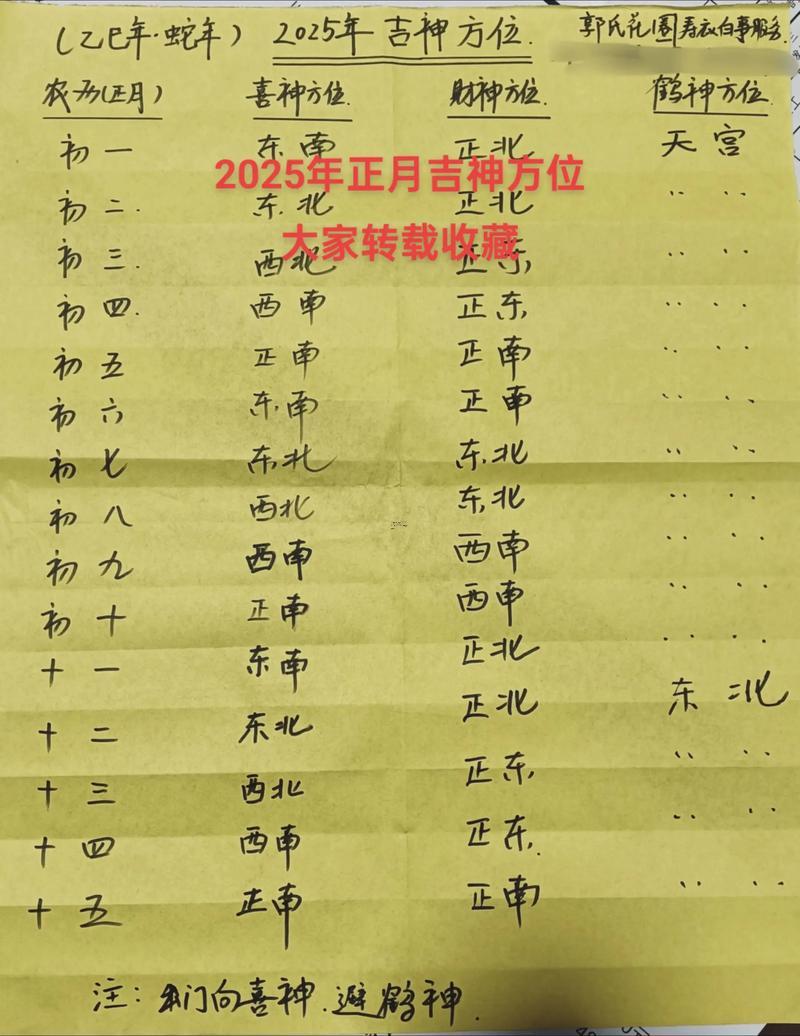 (乙巳年·蛇年) 2025年 吉神方位. 郭氏花圈寿衣白事服务
农历(正月) 喜神方位. 财神方位. 鹤神方位.
初一 东南 正北 天宫
2025年正月吉神方位
初二. 东.北 正北 〃 〃
大家转载收藏
初三. 西北 正东, 〃 〃
初四. 西南 正东, 〃 〃
初五 正南 正南 〃 〃
初六 东.南 正南 〃 〃
初七 东北 东北 〃 〃
初八 西北 东,北 〃 〃
初九 西南 西南 〃 〃
初十 正南 西南 〃 〃
十一 东南 正北 〃 〃
十二 东北 正北 东北
十三 西北 正东, 〃 〃
十四 西南 正东. 〃 〃
十五 正南 正南 〃 〃
注: 出门向喜神.避鹤神.